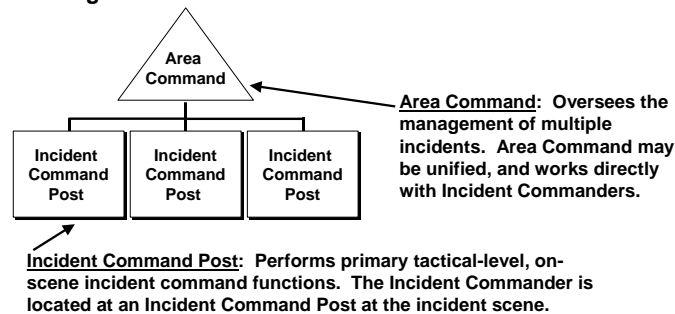 Area
Command
Area Command:  Oversees the
management of multiple
incidents.  Area Command may
be unified, and works directly
with Incident Commanders.
Incident
Command
Post
Incident
Command
Post
Incident
Command
Post
Incident Command Post:  Performs primary tactical-level, on-
scene incident command functions.  The Incident Commander is
located at an Incident Command Post at the incident scene.